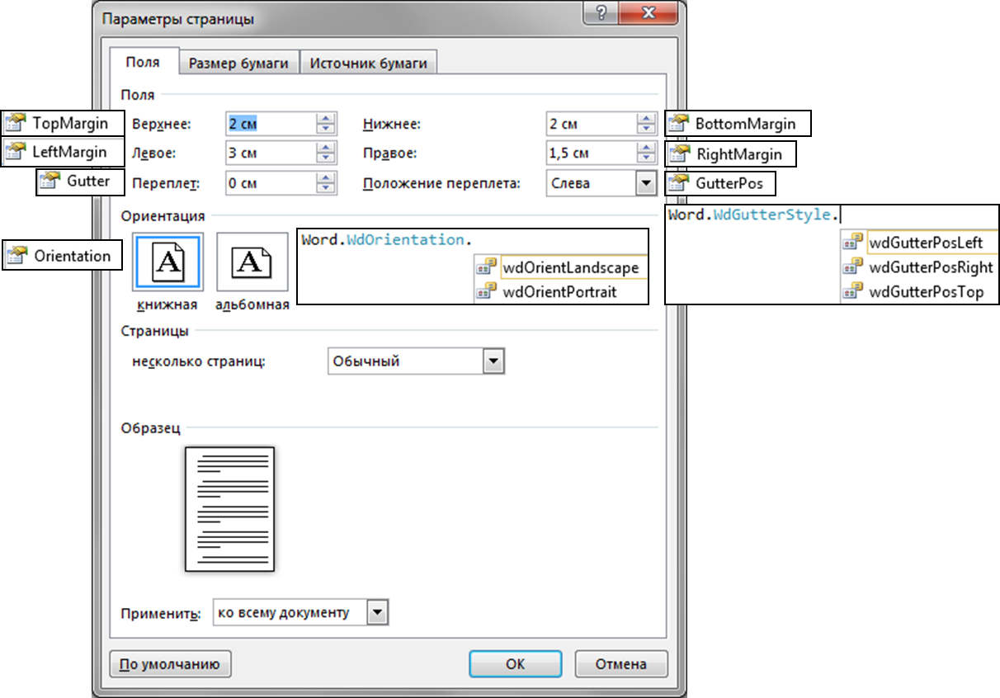 Параметры страницы
?
Поля Размер бумаги Источник бумаги
Поля
TopMargin Верхнее: 2 см Нижнее: 2 см BottomMargin
LeftMargin Левое: 3 см Правое: 1,5 см RightMargin
Gutter Переплет: 0 см Положение переплета: Слева GutterPos
Ориентация
Word.WdGutterStyle.
wdGutterPosLeft
wdGutterPosRight
wdGutterPosTop
Orientation
A A
Word.WdOrientation.
wdOrientLandscape
wdOrientPortrait
книжная альбомная
Страницы
несколько страниц: Обычный
Образец
Применить: ко всему документу
По умолчанию ОК Отмена